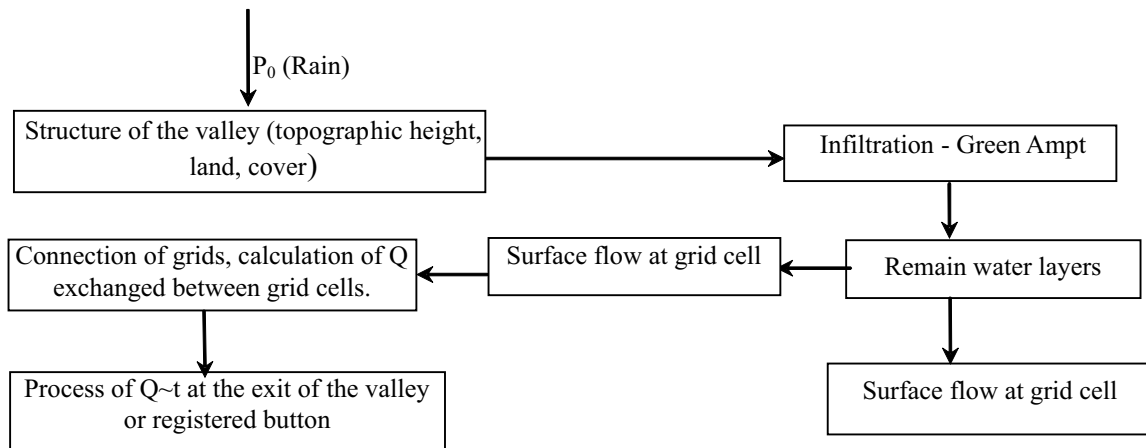 P₀ (Rain)
Structure of the valley (topographic height,
land, cover)
Infiltration - Green Ampt
Connection of grids, calculation of Q
exchanged between grid cells.
Surface flow at grid cell
Remain water layers
Process of Q~t at the exit of the valley
or registered button
Surface flow at grid cell